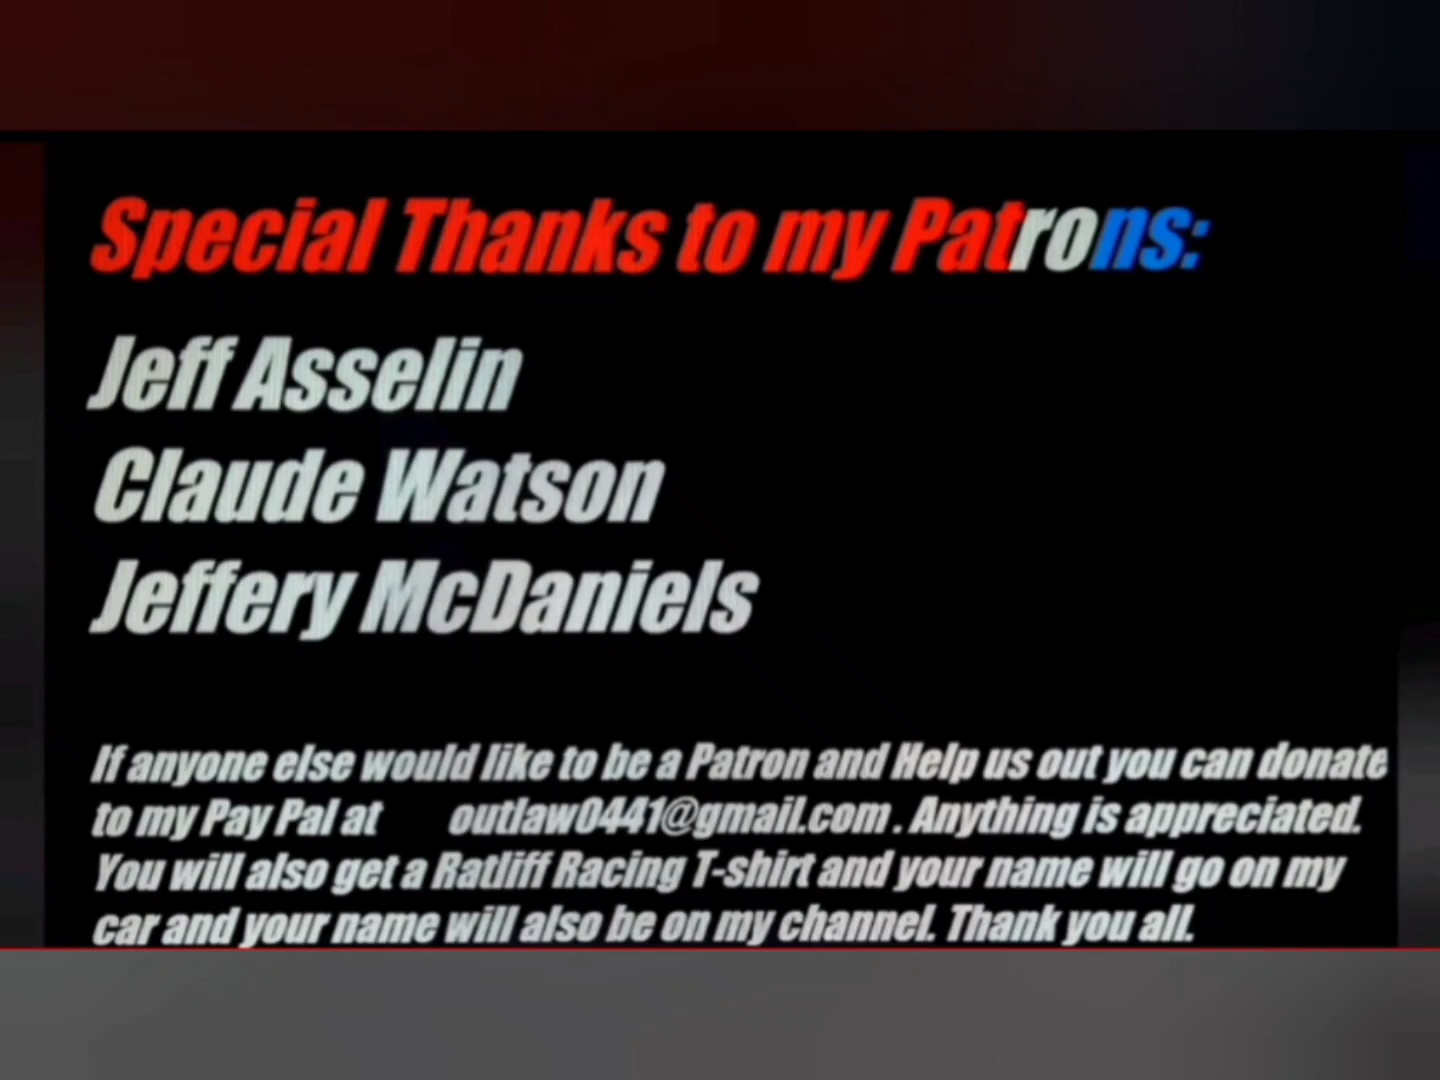 Special Thanks to my Patrons:
Jeff Asselin
Claude Watson
Jeffery McDaniels
If anyone else would like to be a Patron and Help us out you can donate
to my Pay Pal at outlaw0441@gmail.com . Anything is appreciated.
You will also get a Ratliff Racing T-shirt and your name will go on my
car and your name will also be on my channel. Thank you all.